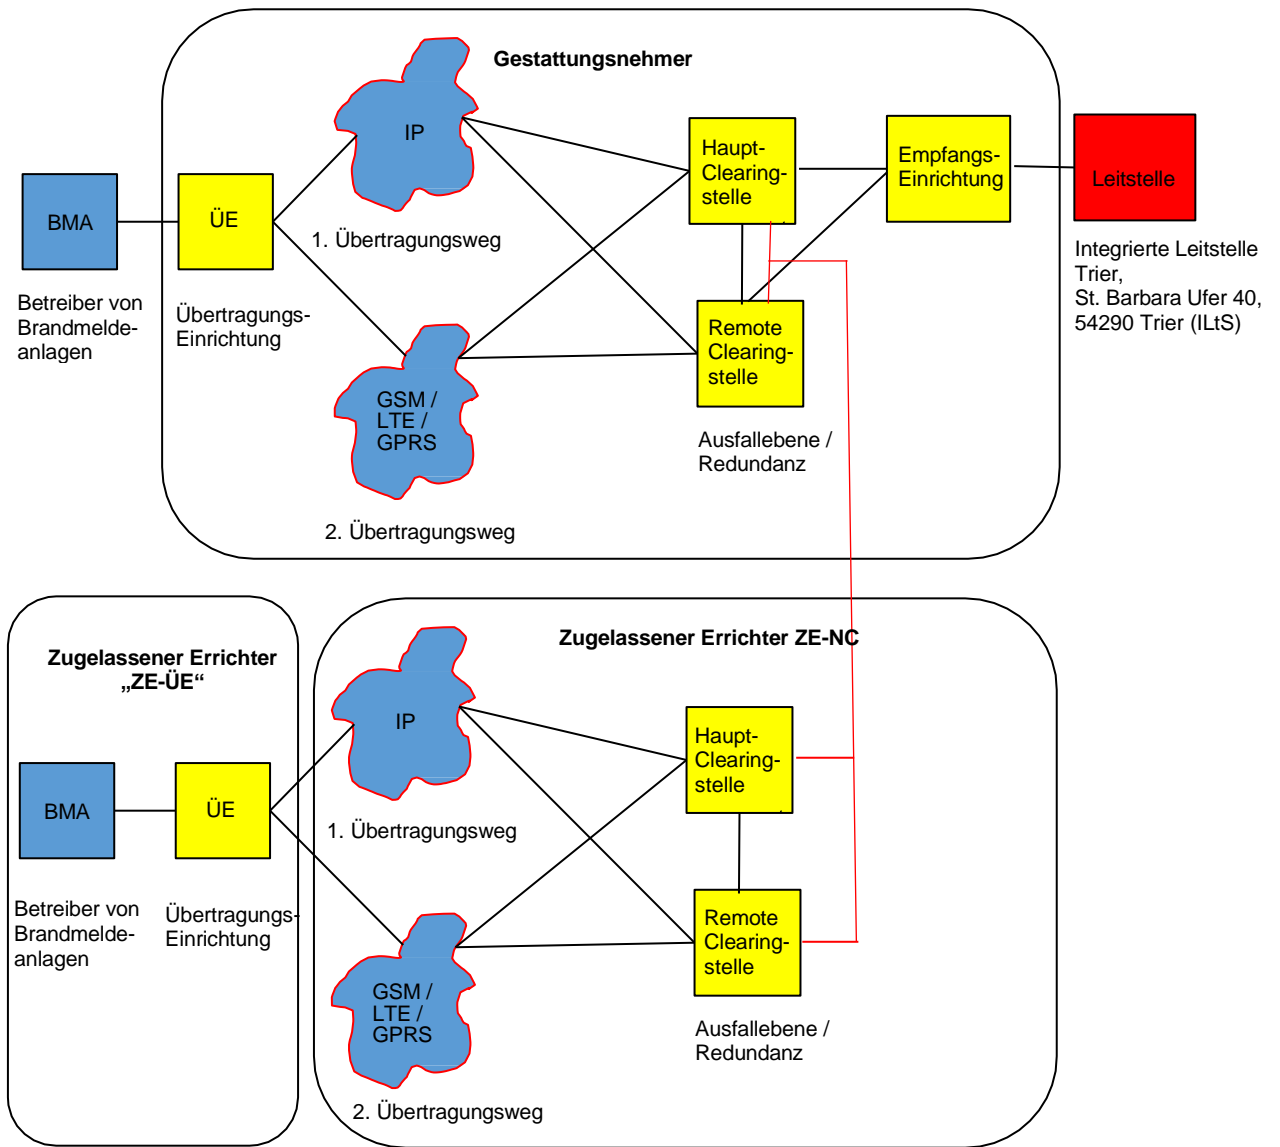 Gestattungsnehmer
IP
Haupt-
Clearing-
stelle
Empfangs-
Einrichtung
Leitstelle
BMA
ÜE
1. Übertragungsweg
Integrierte Leitstelle
Trier,
St. Barbara Ufer 40,
54290 Trier (ILtS)
Betreiber von
Brandmelde-
anlagen
Übertragungs-
Einrichtung
Remote
Clearing-
stelle
GSM /
LTE /
GPRS
Ausfallebene /
Redundanz
2. Übertragungsweg
Zugelassener Errichter
„ZE-ÜE“
Zugelassener Errichter ZE-NC
IP
Haupt-
Clearing-
stelle
BMA
ÜE
1. Übertragungsweg
Betreiber von
Brandmelde-
anlagen
Übertragungs-
Einrichtung
Remote
Clearing-
stelle
GSM /
LTE /
GPRS
Ausfallebene /
Redundanz
2. Übertragungsweg